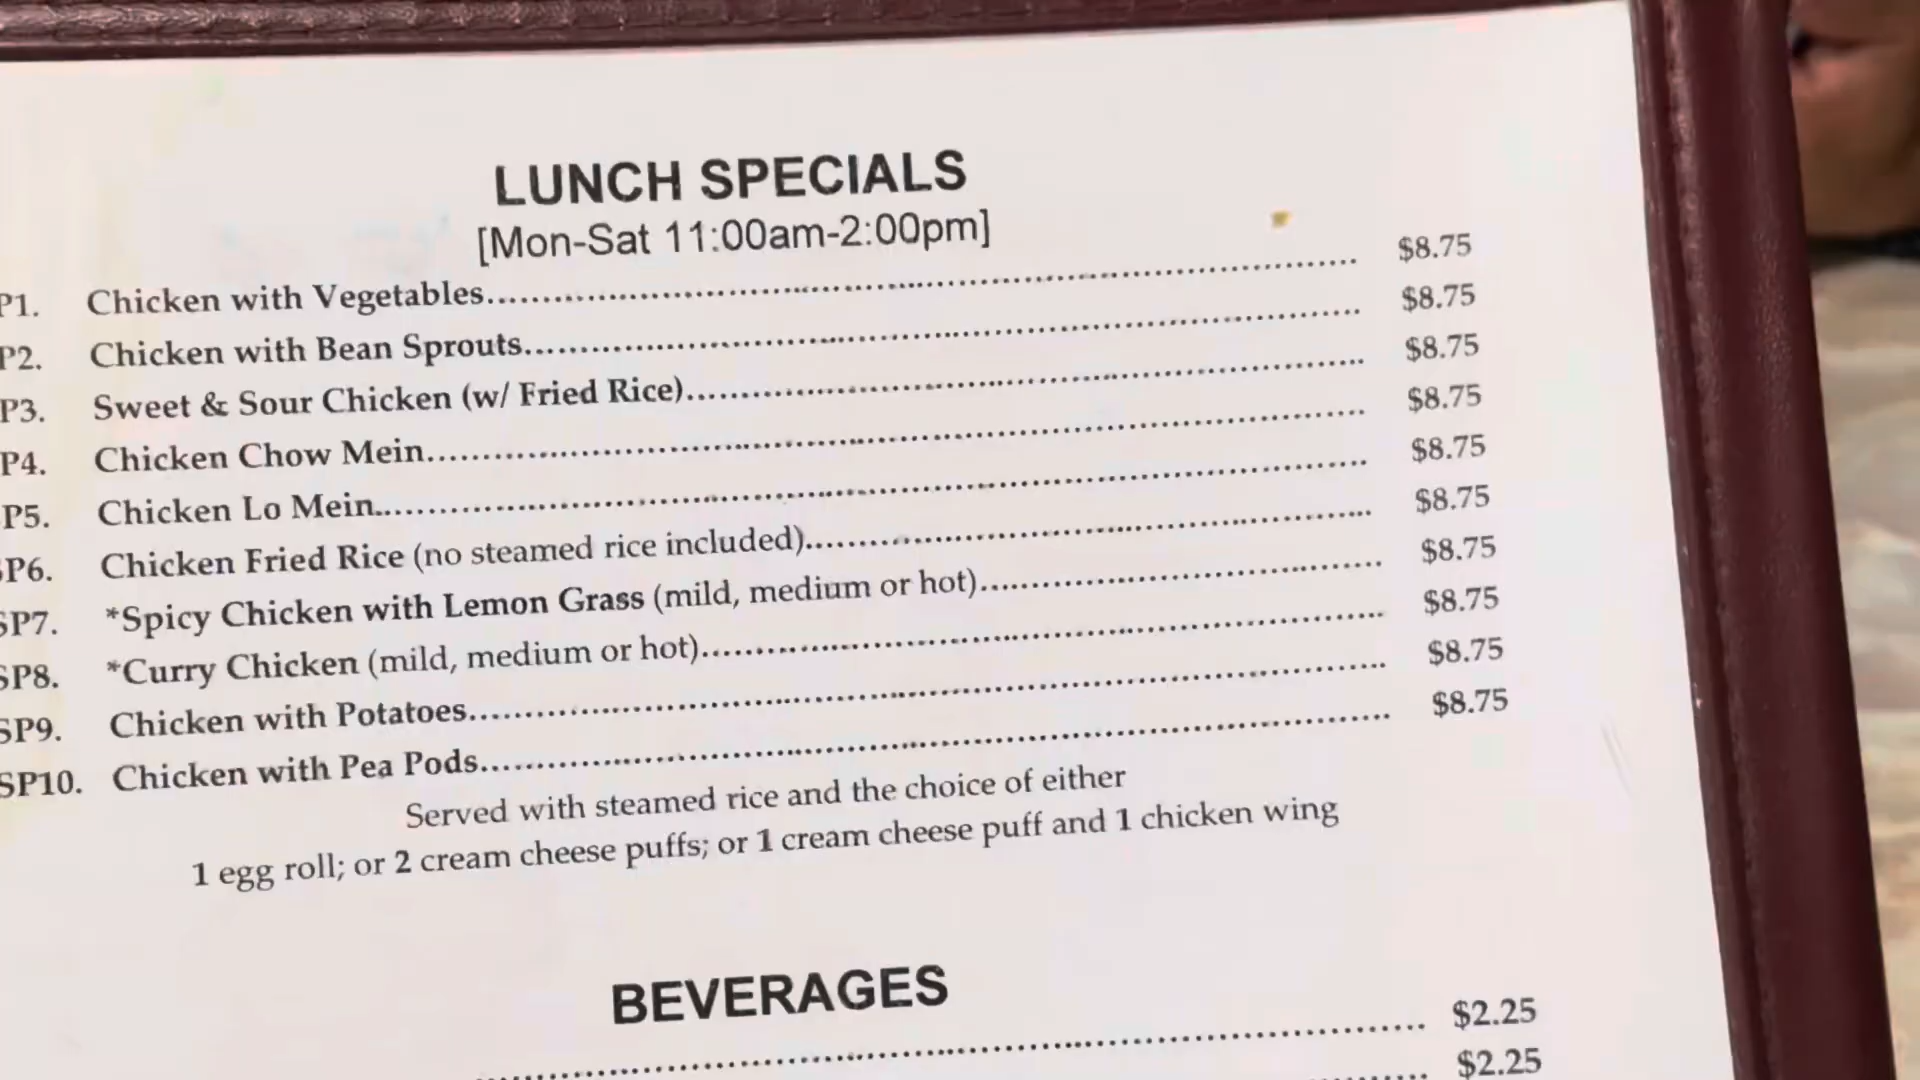 LUNCH SPECIALS
[Mon-Sat 11:00am-2:00pm]
P1. Chicken with Vegetables........................................ $8.75
P2. Chicken with Bean Sprouts........................................ $8.75
P3. Sweet & Sour Chicken (w/ Fried Rice)........................................ $8.75
P4. Chicken Chow Mein........................................ $8.75
P5. Chicken Lo Mein........................................ $8.75
SP6. Chicken Fried Rice (no steamed rice included)........................................ $8.75
SP7. *Spicy Chicken with Lemon Grass (mild, medium or hot)........................................ $8.75
SP8. *Curry Chicken (mild, medium or hot)........................................ $8.75
SP9. Chicken with Potatoes........................................ $8.75
SP10. Chicken with Pea Pods........................................ $8.75
Served with steamed rice and the choice of either
1 egg roll; or 2 cream cheese puffs; or 1 cream cheese puff and 1 chicken wing
BEVERAGES
........................................ $2.25
$2.25